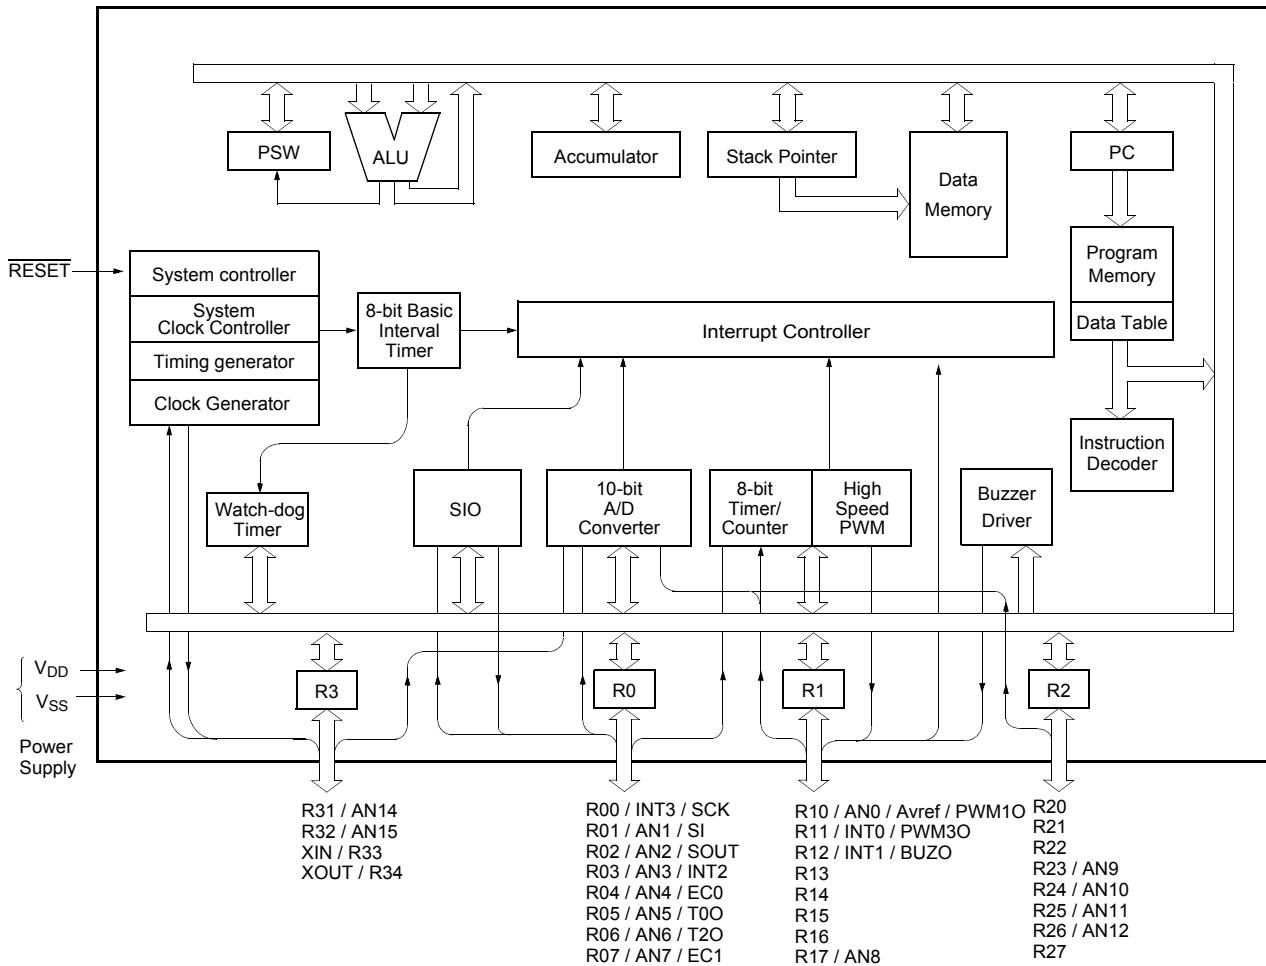 PSW
ALU
Accumulator
Stack Pointer
Data
Memory
PC
RESET
System controller
System
Clock Controller
Timing generator
Clock Generator
8-bit Basic
Interval
Timer
Interrupt Controller
Program
Memory
Data Table
Instruction
Decoder
Watch-dog
Timer
SIO
10-bit
A/D
Converter
8-bit
Timer/
Counter
High
Speed
PWM
Buzzer
Driver
VDD
VSS
Power
Supply
R3
R0
R1
R2
R31 / AN14
R32 / AN15
XIN / R33
XOUT / R34
R00 / INT3 / SCK
R01 / AN1 / SI
R02 / AN2 / SOUT
R03 / AN3 / INT2
R04 / AN4 / EC0
R05 / AN5 / T0O
R06 / AN6 / T2O
R07 / AN7 / EC1
R10 / AN0 / Avref / PWM1O
R11 / INT0 / PWM3O
R12 / INT1 / BUZO
R13
R14
R15
R16
R17 / AN8
R20
R21
R22
R23 / AN9
R24 / AN10
R25 / AN11
R26 / AN12
R27